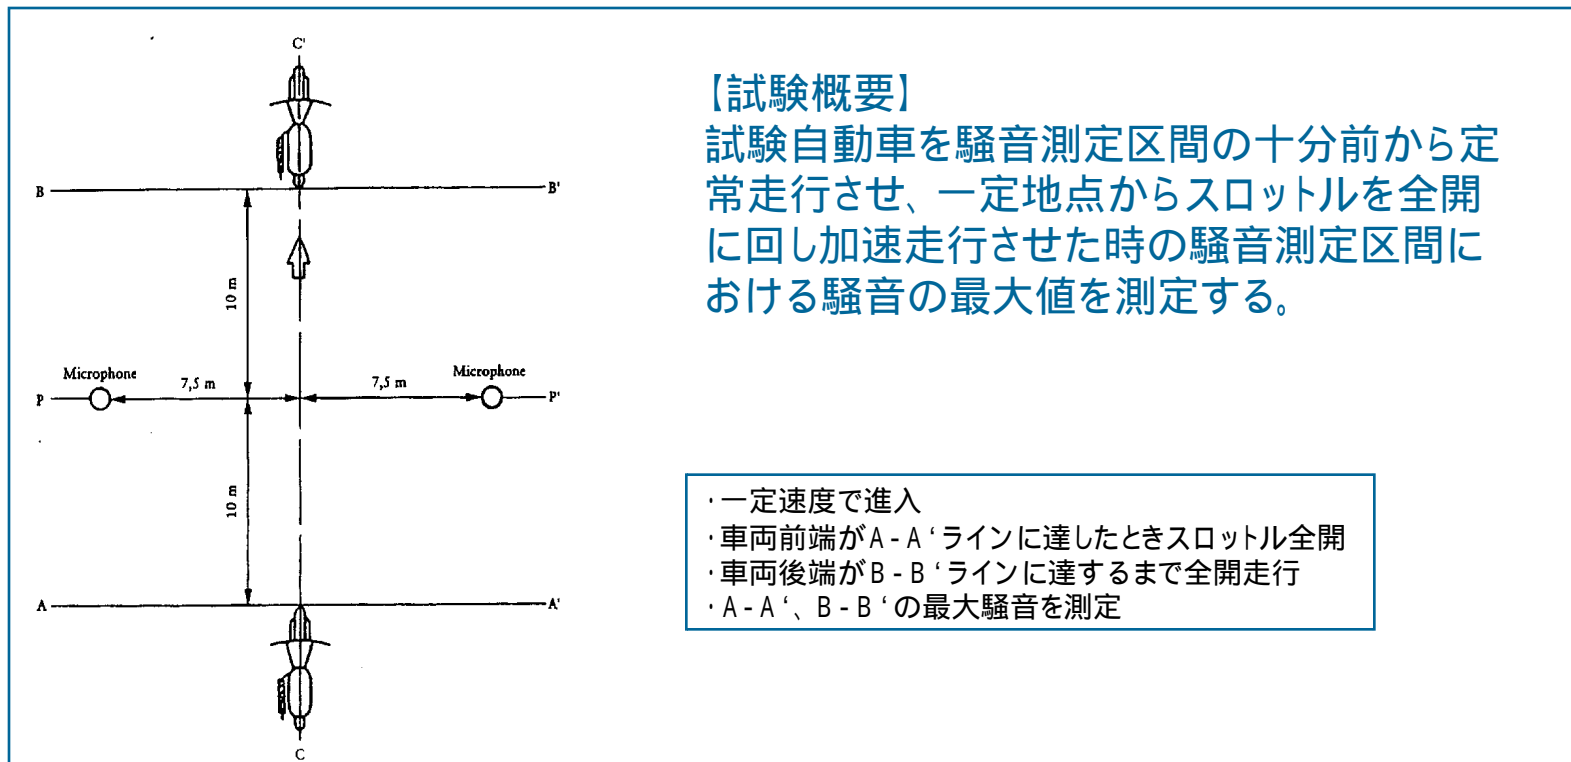 C'
B
B'
10 m
Microphone
Microphone
7,5 m
7,5 m
P
P'
10 m
A
A'
C
【試験概要】
試験自動車を騒音測定区間の十分前から定
常走行させ、一定地点からスロットルを全開
に回し加速走行させた時の騒音測定区間に
おける騒音の最大値を測定する。
・一定速度で進入
・車両前端がA-A‘ラインに達したときスロットル全開
・車両後端がB-B‘ラインに達するまで全開走行
・A-A‘、B-B‘の最大騒音を測定